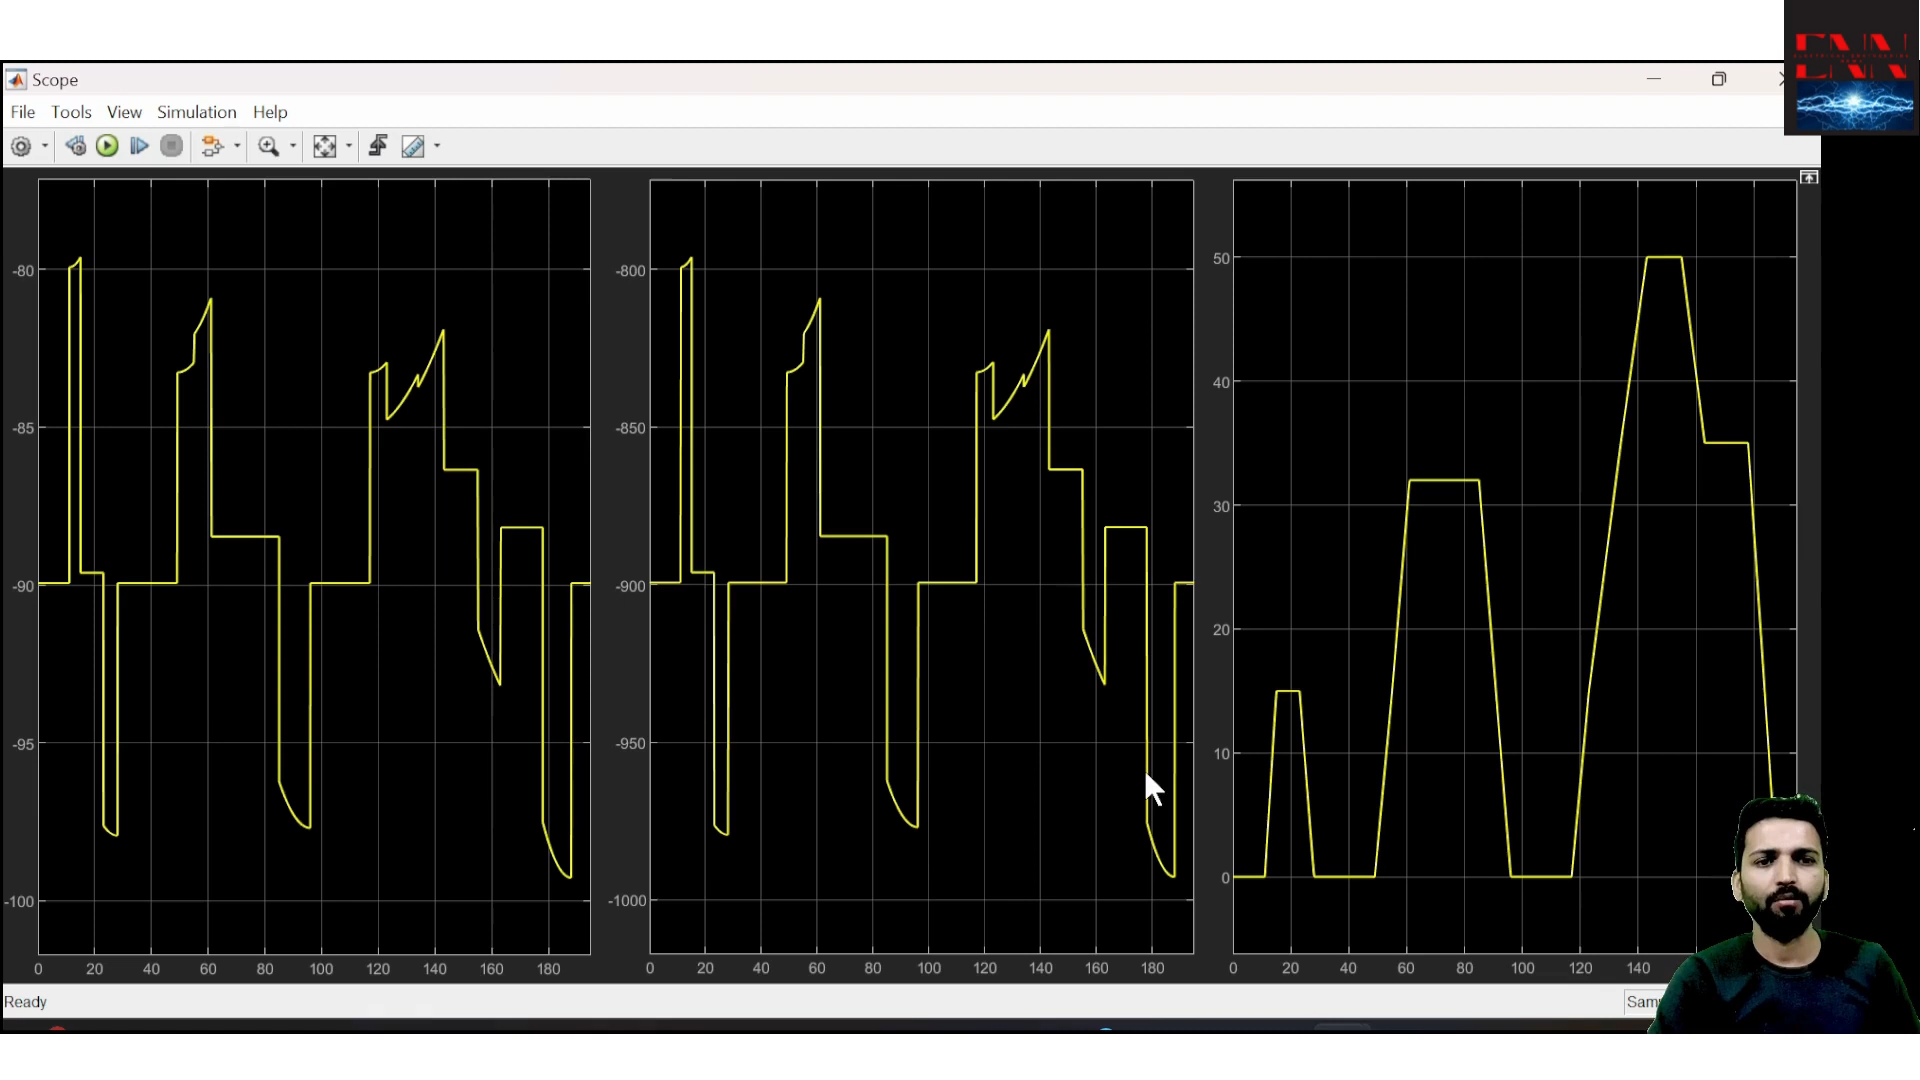 ENN
ENN
Scope
File Tools View Simulation Help
-80
-85
-90
-95
-100
0 20 40 60 80 100 120 140 160 180
-800
-850
-900
-950
-1000
0 20 40 60 80 100 120 140 160 180
50
40
30
20
10
0
0 20 40 60 80 100 120 140
Ready